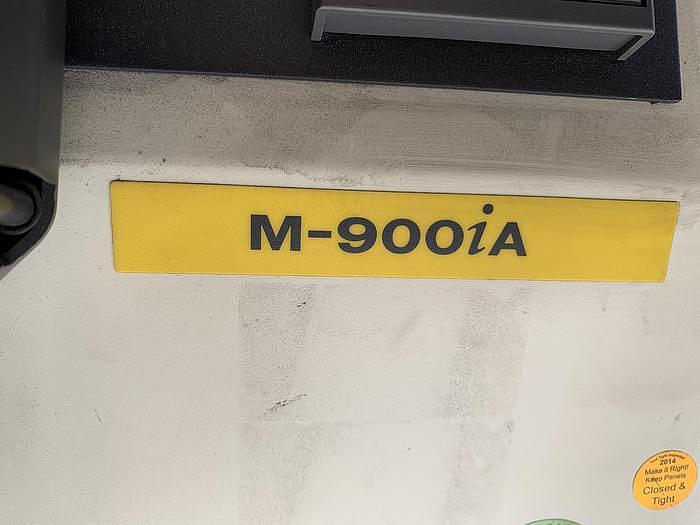 M-900iA
2014
Make it Right!
Keep Panels
Closed &
Tight